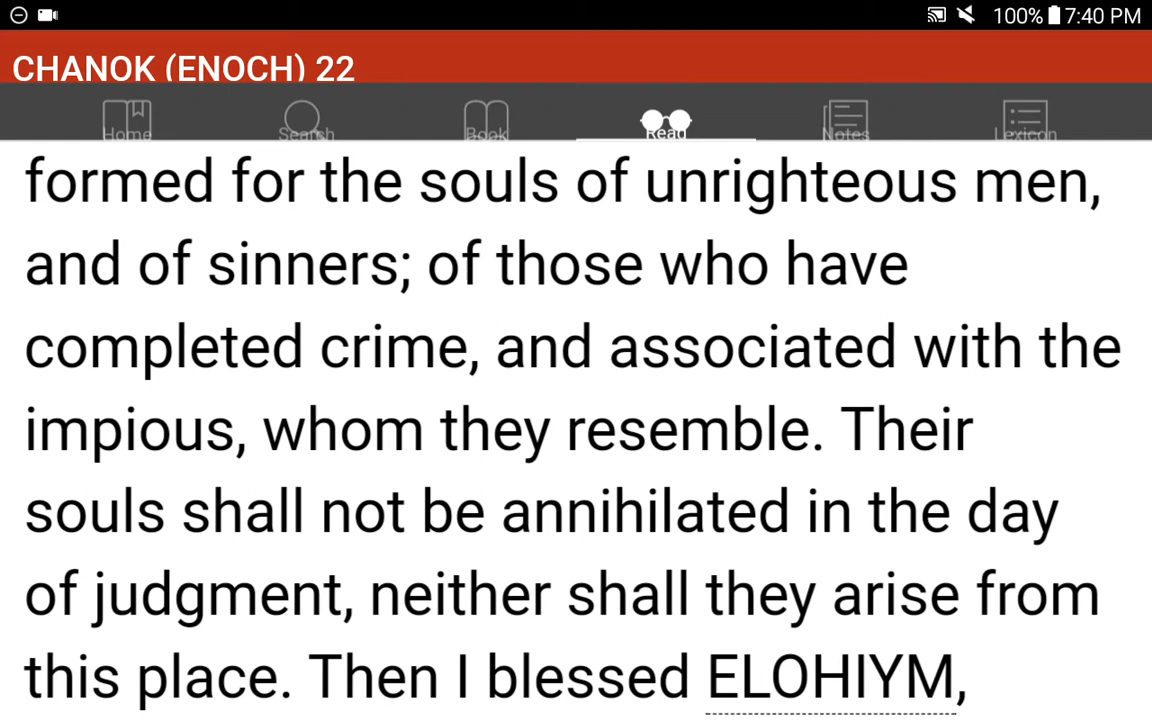 100% 7:40 PM
CHANOK (ENOCH) 22
Home Search Book Read Notes Lexicon
formed for the souls of unrighteous men,
and of sinners; of those who have
completed crime, and associated with the
impious, whom they resemble. Their
souls shall not be annihilated in the day
of judgment, neither shall they arise from
this place. Then I blessed ELOHIYM,